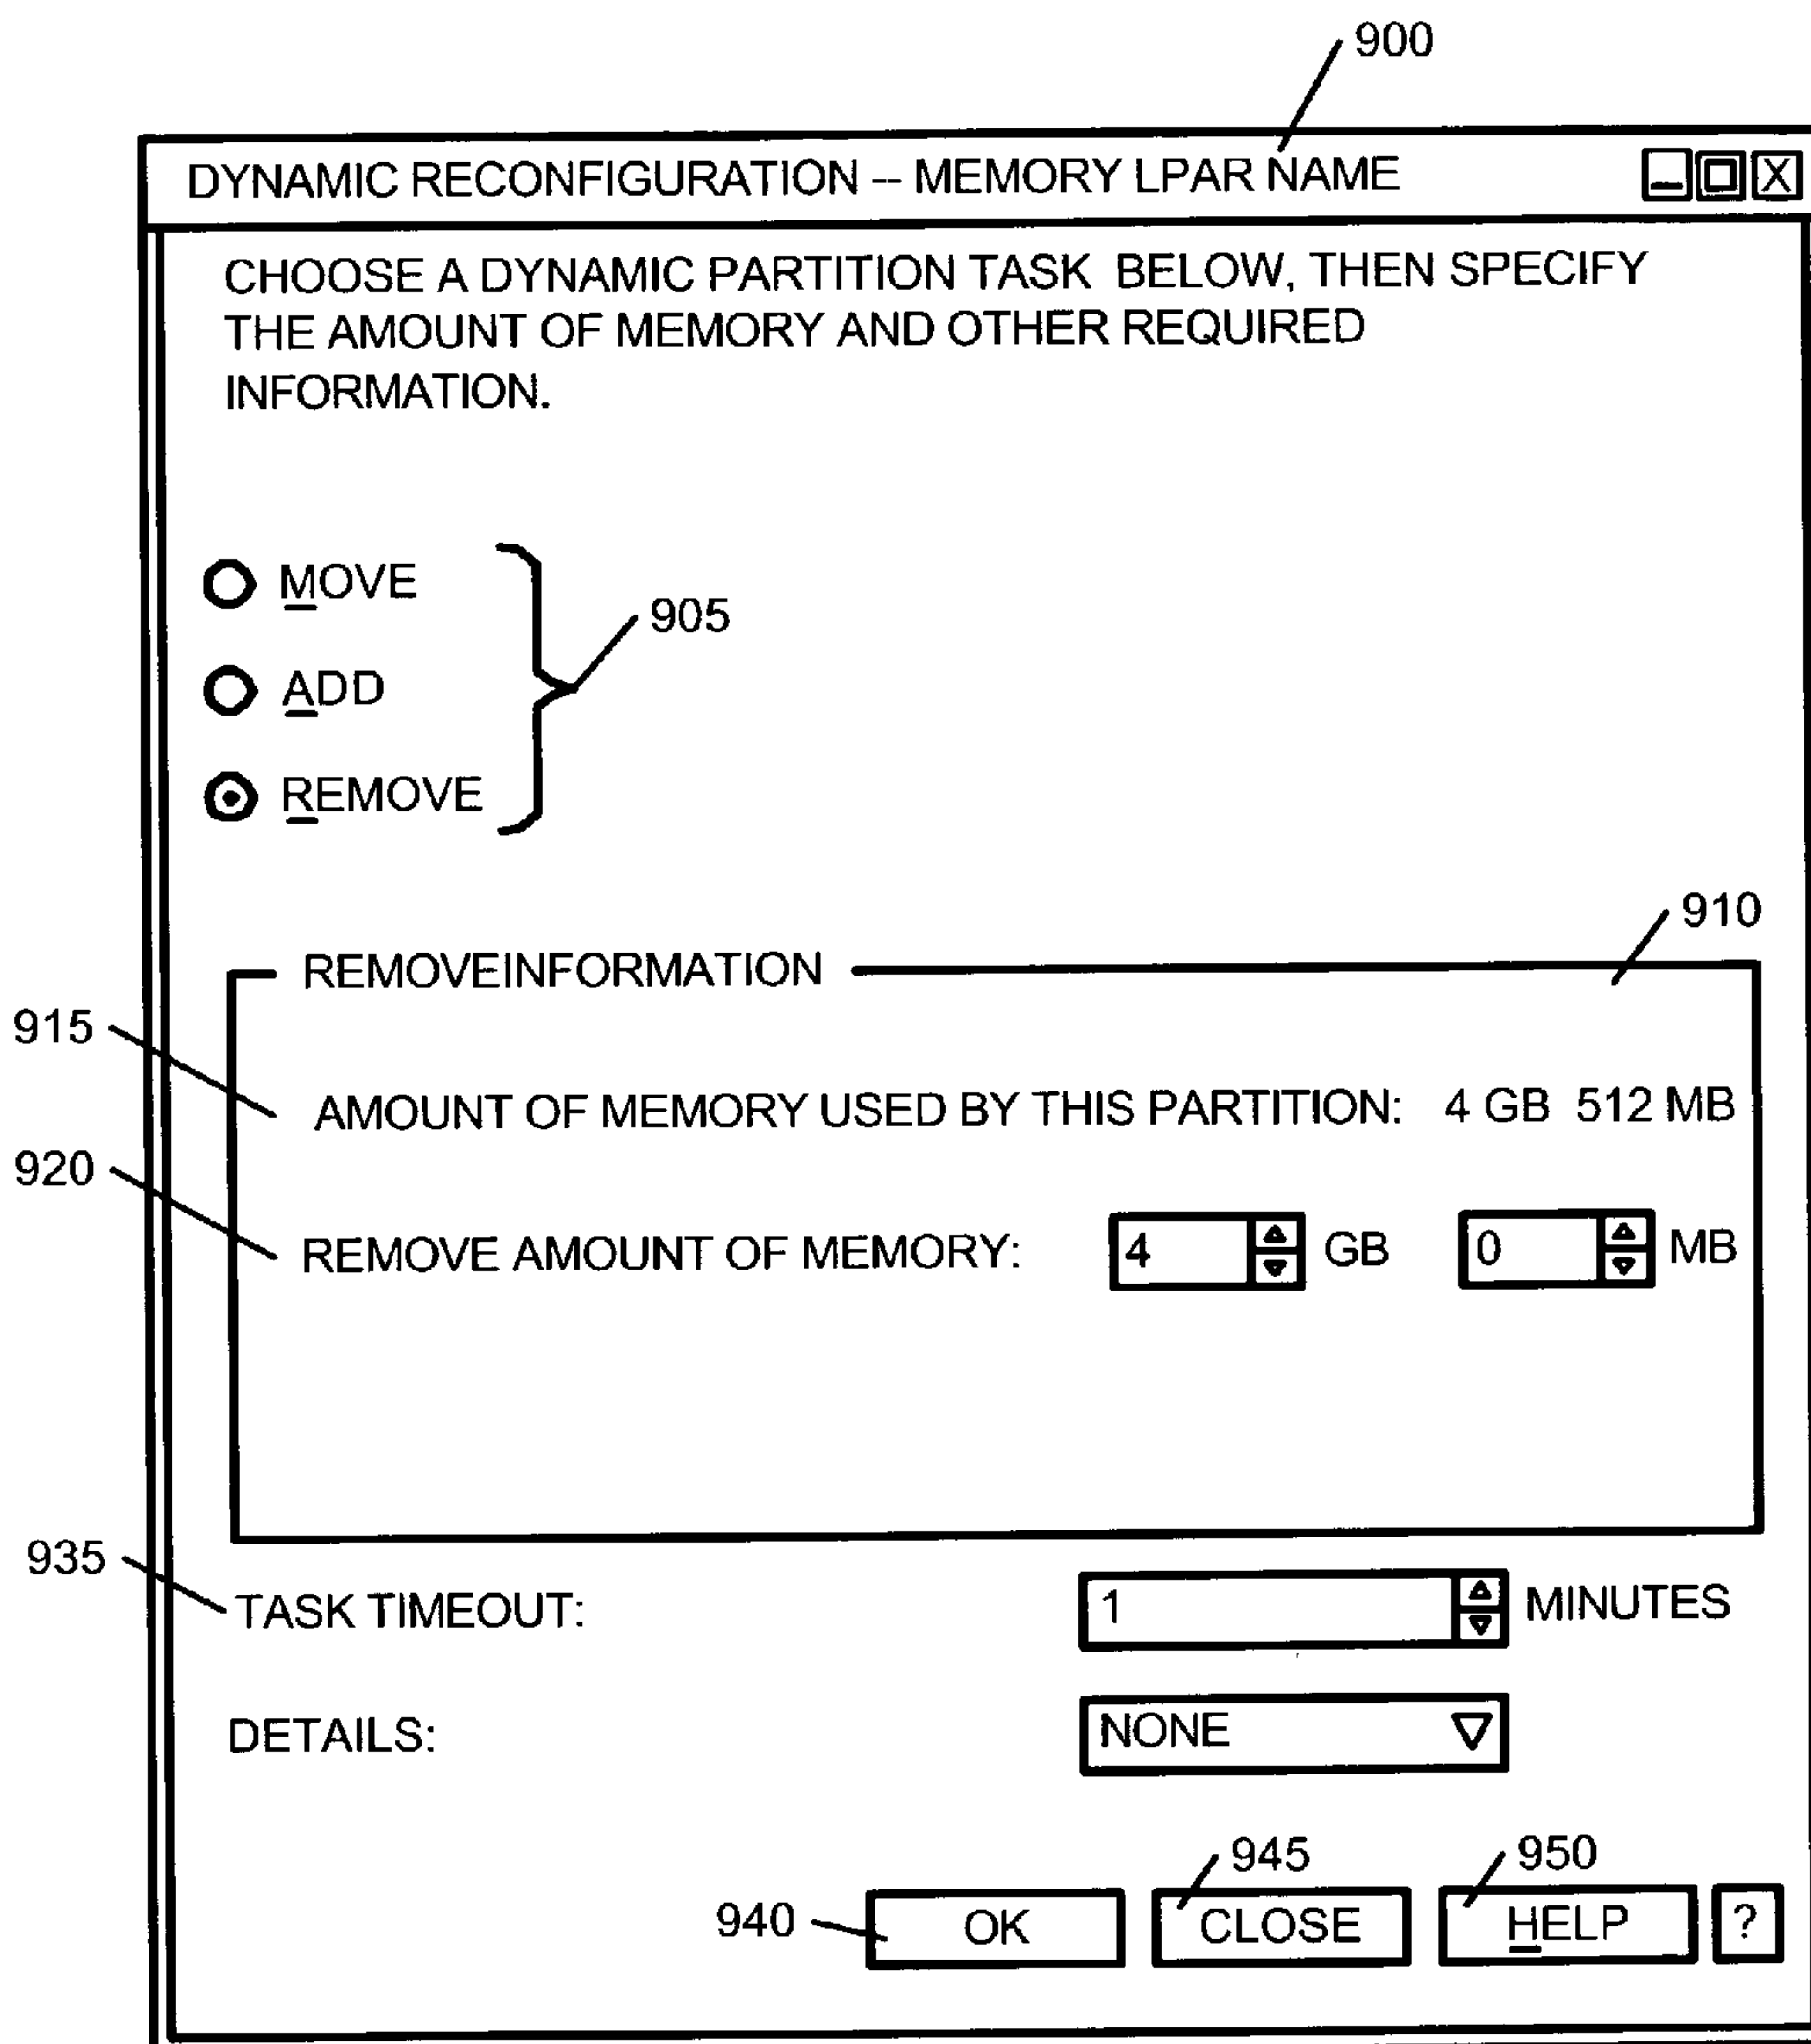 900
DYNAMIC RECONFIGURATION -- MEMORY LPAR NAME
X
CHOOSE A DYNAMIC PARTITION TASK BELOW, THEN SPECIFY
THE AMOUNT OF MEMORY AND OTHER REQUIRED
INFORMATION.
MOVE
905
ADD
REMOVE
910
REMOVEINFORMATION
915
AMOUNT OF MEMORY USED BY THIS PARTITION: 4 GB 512 MB
920
REMOVE AMOUNT OF MEMORY: 4 GB 0 MB
935
TASK TIMEOUT: 1 MINUTES
DETAILS: NONE
945 950
940 OK CLOSE HELP ?